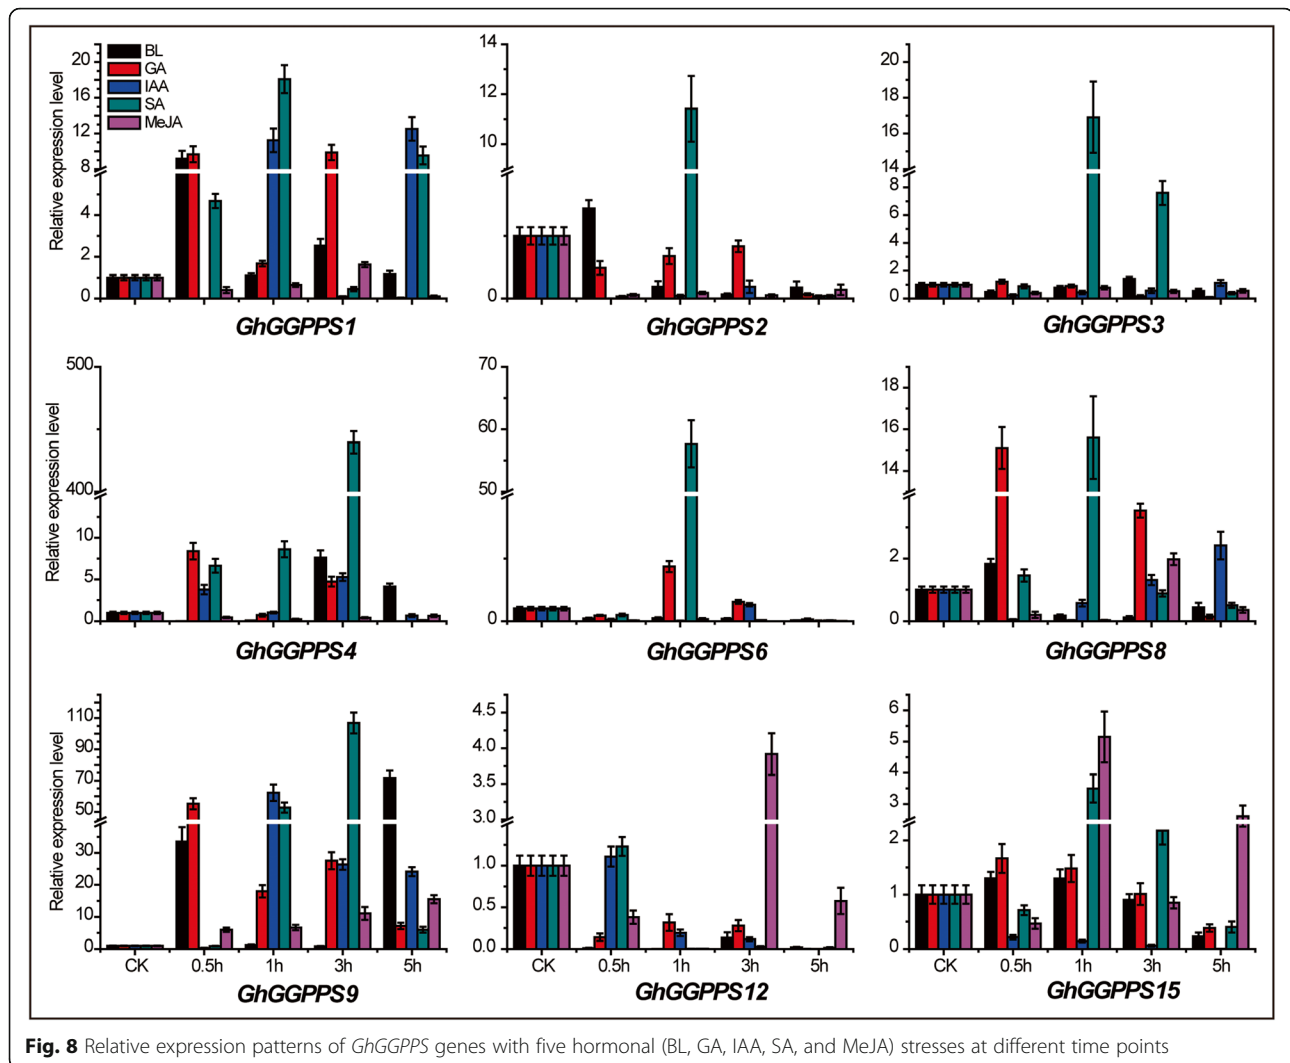 BL
GA
IAA
SA
MeJA
Relative expression level
20
18
16
14
12
10
8
4
2
0
GhGGPPS1
14
12
10
0
GhGGPPS2
20
18
16
14
8
6
4
2
0
GhGGPPS3
Relative expression level
500
400
10
5
0
GhGGPPS4
70
60
50
0
GhGGPPS6
18
16
14
2
0
GhGGPPS8
Relative expression level
110
90
70
50
30
20
10
0
CK 0.5h 1h 3h 5h
GhGGPPS9
4.5
4.0
3.5
3.0
1.0
0.5
0.0
CK 0.5h 1h 3h 5h
GhGGPPS12
6
5
4
3
2
1
0
CK 0.5h 1h 3h 5h
GhGGPPS15
Fig. 8 Relative expression patterns of GhGGPPS genes with five hormonal (BL, GA, IAA, SA, and MeJA) stresses at different time points